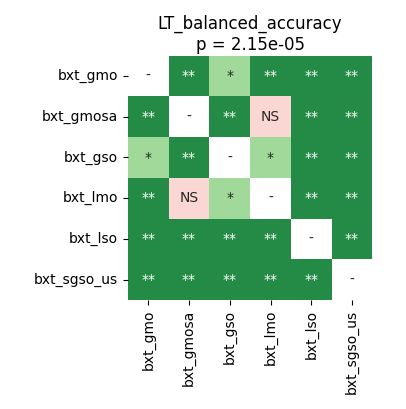 LT_balanced_accuracy
p = 2.15e-05
bxt_gmo - ** * ** ** **
bxt_gmosa ** - ** NS ** **
bxt_gso * ** - * ** **
bxt_lmo ** NS * - ** **
bxt_lso ** ** ** ** - **
bxt_sgso_us ** ** ** ** ** -
bxt_gmo
bxt_gmosa
bxt_gso
bxt_lmo
bxt_lso
bxt_sgso_us